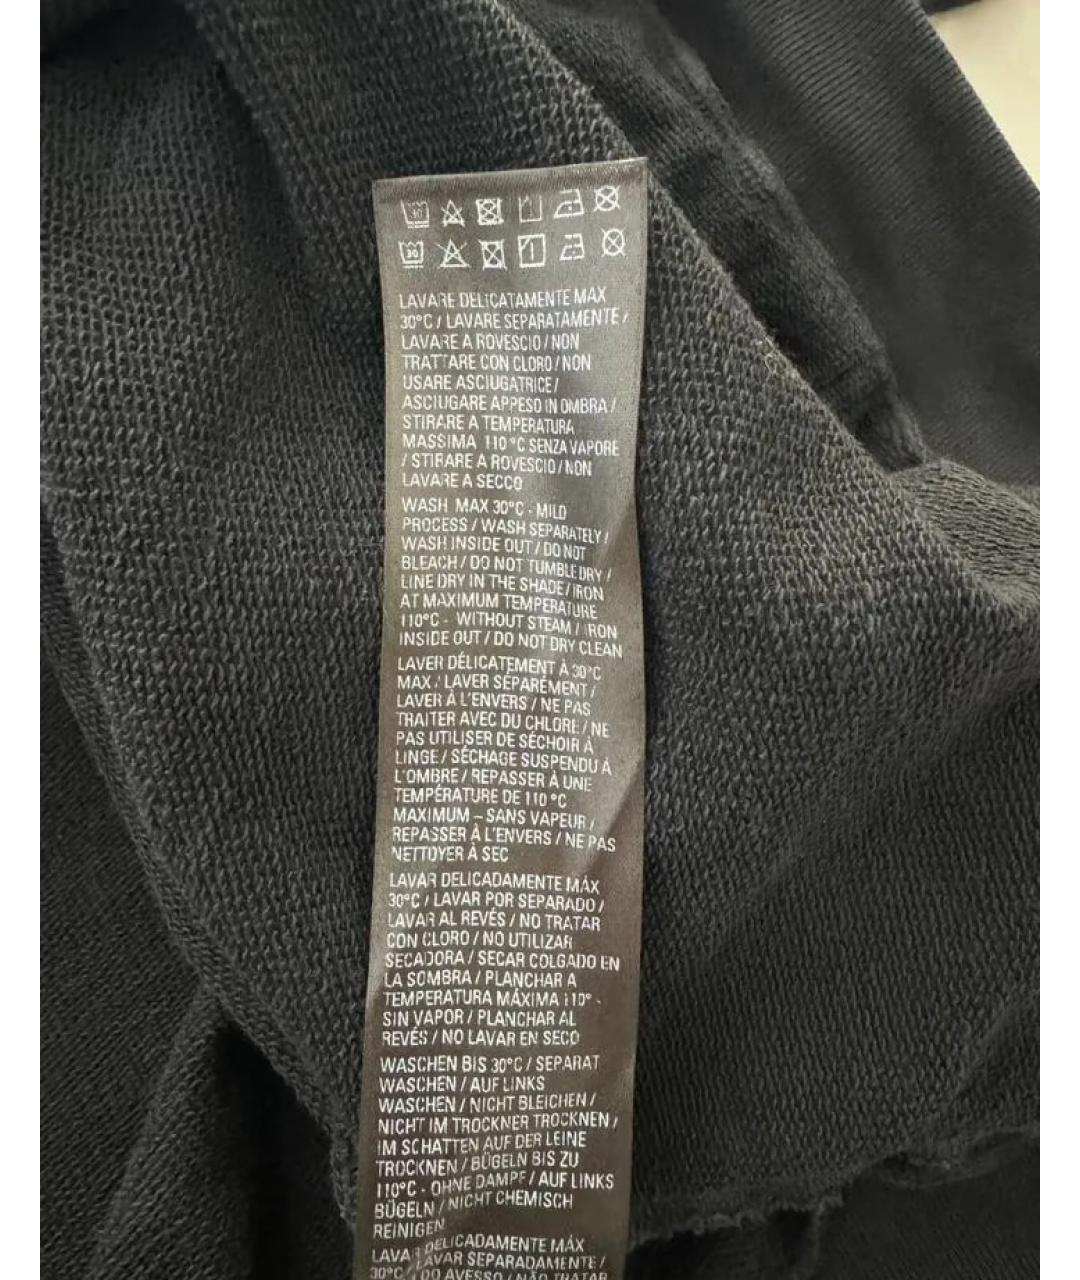 30
30
LAVARE DELICATAMENTE MAX
30°C / LAVARE SEPARATAMENTE /
LAVARE A ROVESCIO / NON
TRATTARE CON CLORO / NON
USARE ASCIUGATRICE /
ASCIUGARE APPESO IN OMBRA /
STIRARE A TEMPERATURA
MASSIMA 110°C SENZA VAPORE
/ STIRARE A ROVESCIO / NON
LAVARE A SECCO
WASH MAX 30°C - MILD
PROCESS / WASH SEPARATELY /
WASH INSIDE OUT / DO NOT
BLEACH / DO NOT TUMBLE DRY /
LINE DRY IN THE SHADE / IRON
AT MAXIMUM TEMPERATURE
110°C - WITHOUT STEAM / IRON
INSIDE OUT / DO NOT DRY CLEAN
LAVER DÉLICATEMENT À 30°C
MAX / LAVER SÉPARÉMENT /
LAVER À L'ENVERS / NE PAS
TRAITER AVEC DU CHLORE / NE
PAS UTILISER DE SÉCHOIR À
LINGE / SÉCHAGE SUSPENDU À
L'OMBRE / REPASSER À UNE
TEMPÉRATURE DE 110°C
MAXIMUM – SANS VAPEUR /
REPASSER À L'ENVERS / NE PAS
NETTOYER À SEC
LAVAR DELICADAMENTE MÁX
30°C / LAVAR POR SEPARADO /
LAVAR AL REVÉS / NO TRATAR
CON CLORO / NO UTILIZAR
SECADORA / SECAR COLGADO EN
LA SOMBRA / PLANCHAR A
TEMPERATURA MÁXIMA 110° -
SIN VAPOR / PLANCHAR AL
REVÉS / NO LAVAR EN SECO
WASCHEN BIS 30°C / SEPARAT
WASCHEN / AUF LINKS
WASCHEN / NICHT BLEICHEN /
NICHT IM TROCKNER TROCKNEN /
IM SCHATTEN AUF DER LEINE
TROCKNEN / BÜGELN BIS ZU
110°C - OHNE DAMPF / AUF LINKS
BÜGELN / NICHT CHEMISCH
REINIGEN
LAVAR DELICADAMENTE MÁX
30°C / LAVAR SEPARADAMENTE /
DO AVESSO / NÃO TRATAR